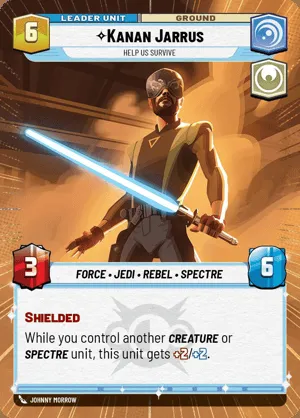 LEADER UNIT GROUND
6
✧KANAN JARRUS
HELP US SURVIVE
3
6
FORCE • JEDI • REBEL • SPECTRE
SHIELDED
While you control another CREATURE or
SPECTRE unit, this unit gets +2/+2.
JOHNNY MORROW